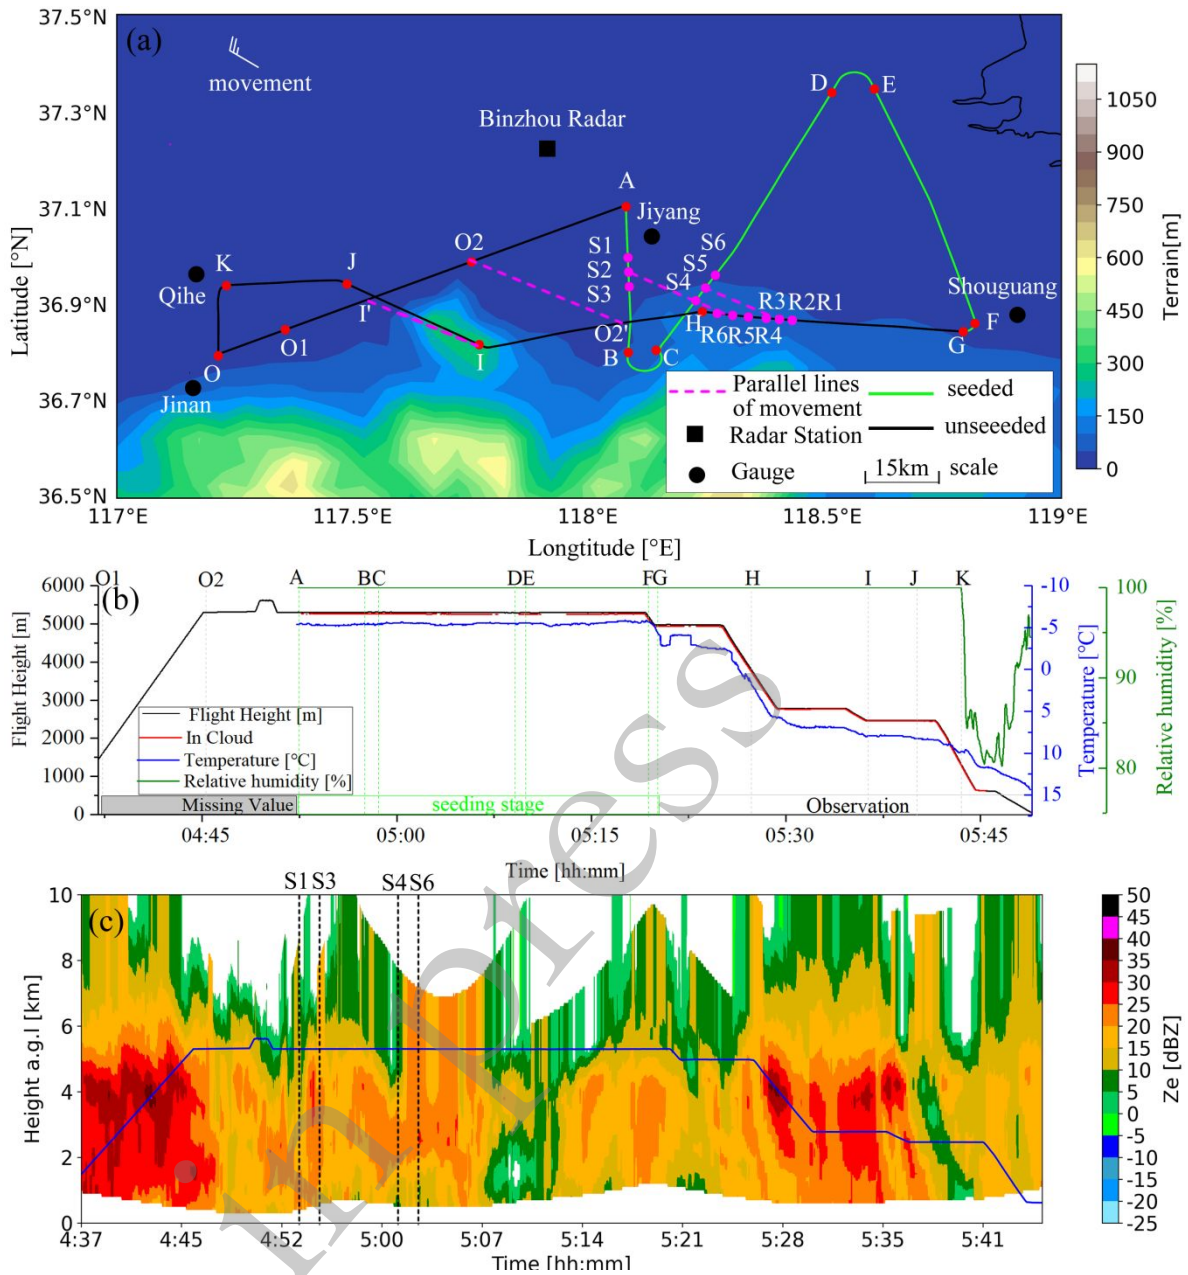 37.5°N
(a)
movement
37.3°N
Binzhou Radar
D
E
1050
900
750
600
450
300
150
0
Terrain[m]
A
37.1°N
Jiyang
Latitude [°N]
K
J
O2
S1
S2
S3
S6
S5
S4
Qihe
36.9°N
I'
O1
R3R2R1
Shouguang
O
I
O2'
H
R6R5R4
G
F
B
C
Jinan
36.7°N
Parallel lines
of movement
seeded
Radar Station
unseeeded
Gauge
15km
scale
36.5°N
117°E
117.5°E
118°E
118.5°E
119°E
Longtitude [°E]
O1
O2
A
BC
DE
FG
H
I
J
K
(b)
6000
5000
4000
3000
2000
1000
0
Flight Height [m]
-10
-5
0
5
10
15
Temperature [°C]
100
90
80
Relative humidity [%]
Flight Height [m]
In Cloud
Temperature [°C]
Relative humidity [%]
Missing Value
seeding stage
Observation
04:45
05:00
05:15
05:30
05:45
Time [hh:mm]
S1
S3
S4
S6
(c)
10
8
6
4
2
0
Height a.g.l [km]
50
45
40
35
30
25
20
15
10
5
0
-5
-10
-15
-20
-25
Ze [dBZ]
4:37
4:45
4:52
5:00
5:07
5:14
5:21
5:28
5:35
5:41
Time [hh:mm]
In press